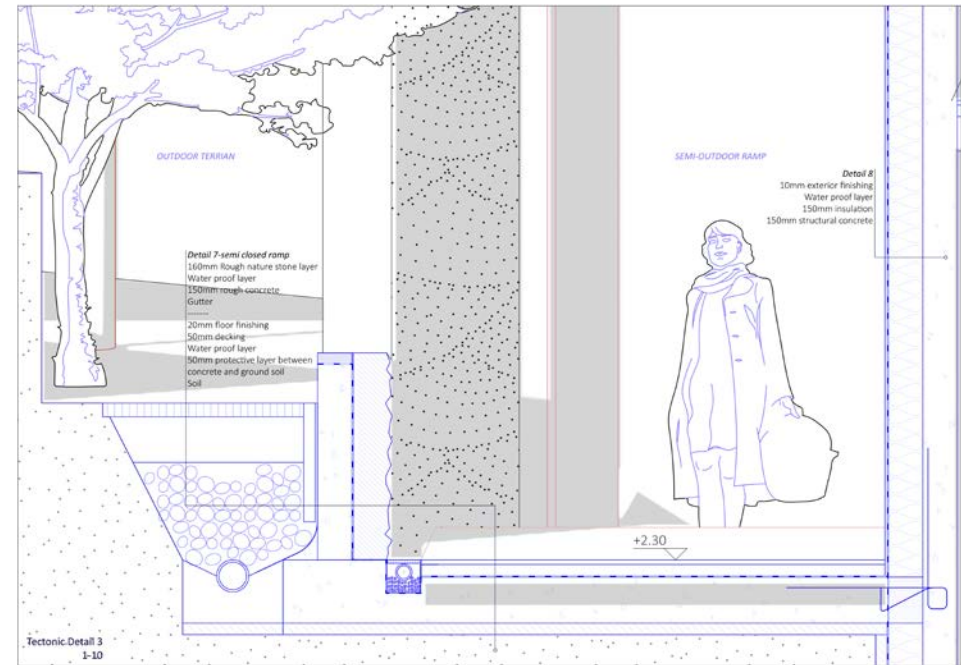 OUTDOOR TERRIAN
SEMI-OUTDOOR RAMP
Detail 8
10mm exterior finishing
Water proof layer
150mm insulation
150mm structural concrete
Detail 7-semi closed ramp
160mm Rough nature stone layer
Water proof layer
150mm rough concrete
Gutter
-------
20mm floor finishing
50mm decking
Water proof layer
50mm protective layer between
concrete and ground soil
Soil
+2.30
Tectonic Detail 3
1-10